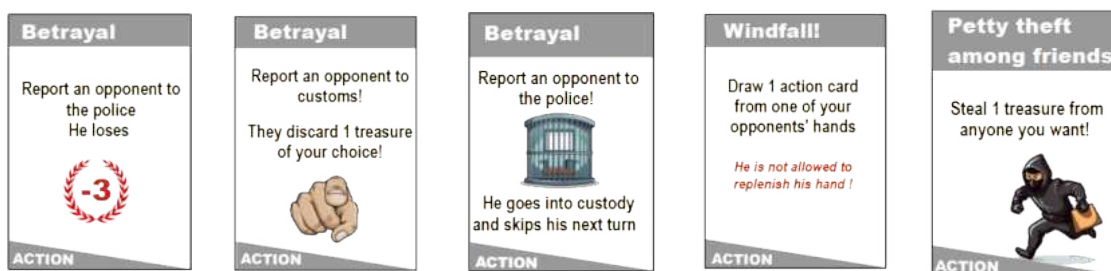 Betrayal
Report an opponent to
the police
He loses
-3
ACTION
Betrayal
Report an opponent to
customs!
They discard 1 treasure
of your choice!
ACTION
Betrayal
Report an opponent to
the police!
He goes into custody
and skips his next turn
ACTION
Windfall!
Draw 1 action card
from one of your
opponents' hands
He is not allowed to
replenish his hand !
ACTION
Petty theft
among friends
Steal 1 treasure from
anyone you want!
ACTION